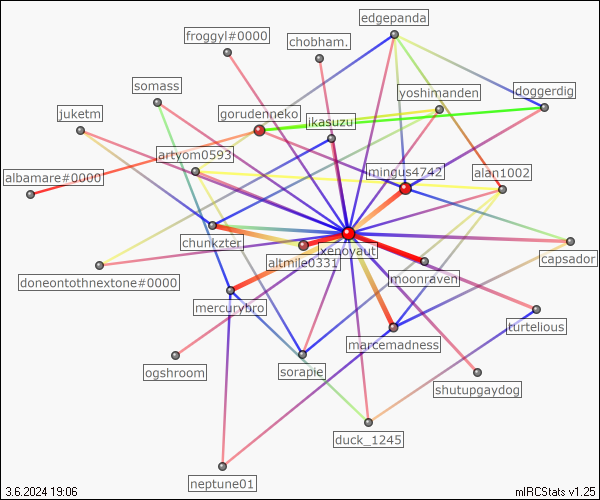 edgepanda
froggyl#0000
chobham.
somass
yoshimanden
doggerdig
juketm
gorudenneko
ikasuzu
artyom0593
mingus4742
alan1002
albamare#0000
chunkzter
xenoyaut
altmile0331
capsador
doneontothnextone#0000
moonraven
mercurybro
turtelious
marcemadness
ogshroom
sorapie
shutupgaydog
duck_1245
neptune01
3.6.2024 19:06
mIRCStats v1.25